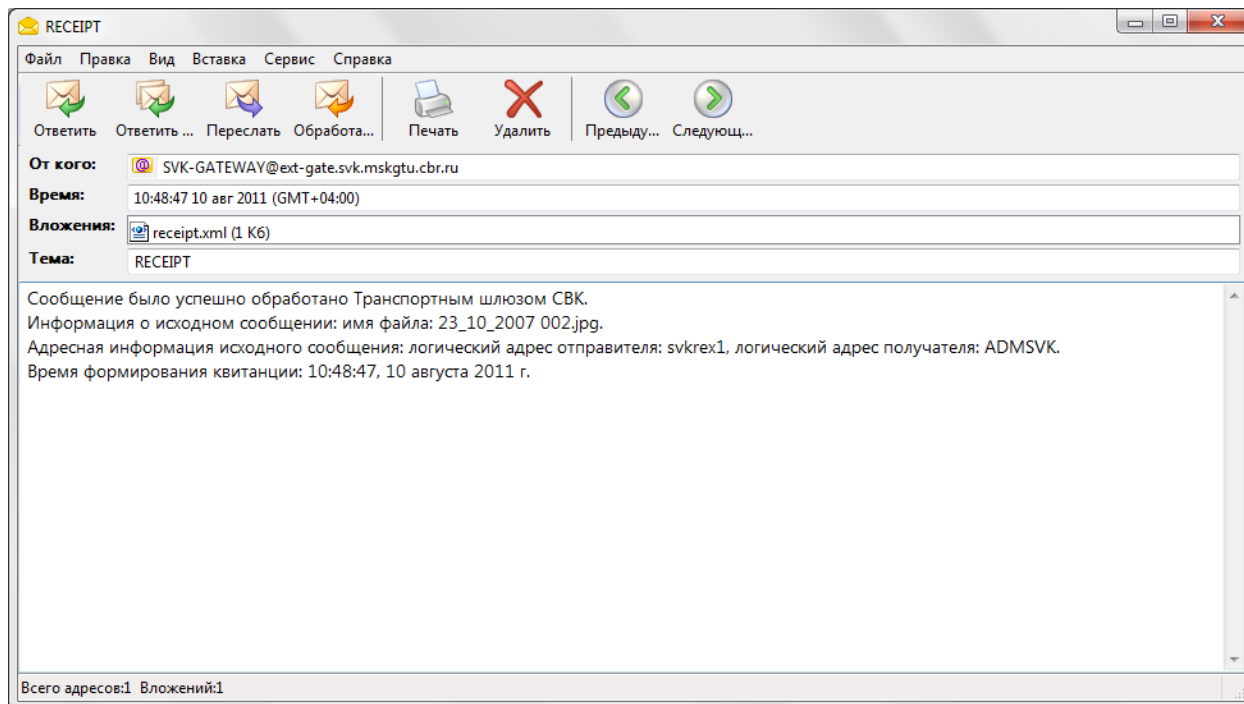 RECEIPT
Файл Правка Вид Вставка Сервис Справка
Ответить Ответить ... Переслать Обработа... Печать Удалить Предыду... Следующ...
От кого: SVK-GATEWAY@ext-gate.svk.mskgtu.cbr.ru
Время: 10:48:47 10 авг 2011 (GMT+04:00)
Вложения: receipt.xml (1 Кб)
Тема: RECEIPT
Сообщение было успешно обработано Транспортным шлюзом СВК.
Информация о исходном сообщении: имя файла: 23_10_2007 002.jpg.
Адресная информация исходного сообщения: логический адрес отправителя: svkrex1, логический адрес получателя: ADMSVK.
Время формирования квитанции: 10:48:47, 10 августа 2011 г.
Всего адресов:1 Вложений:1